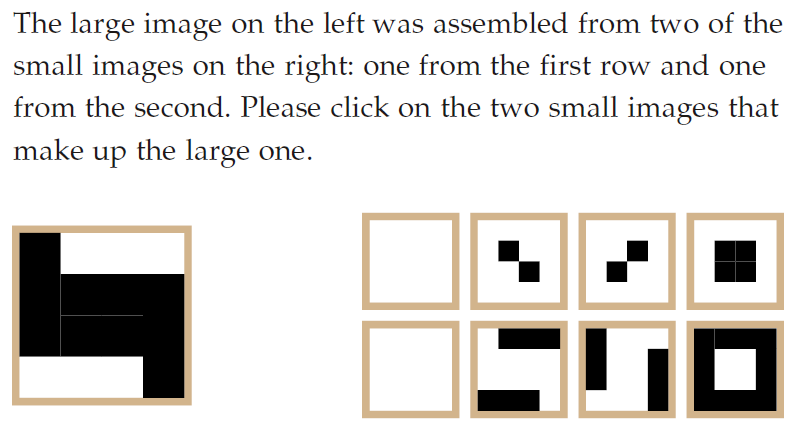 The large image on the left was assembled from two of the
small images on the right: one from the first row and one
from the second. Please click on the two small images that
make up the large one.